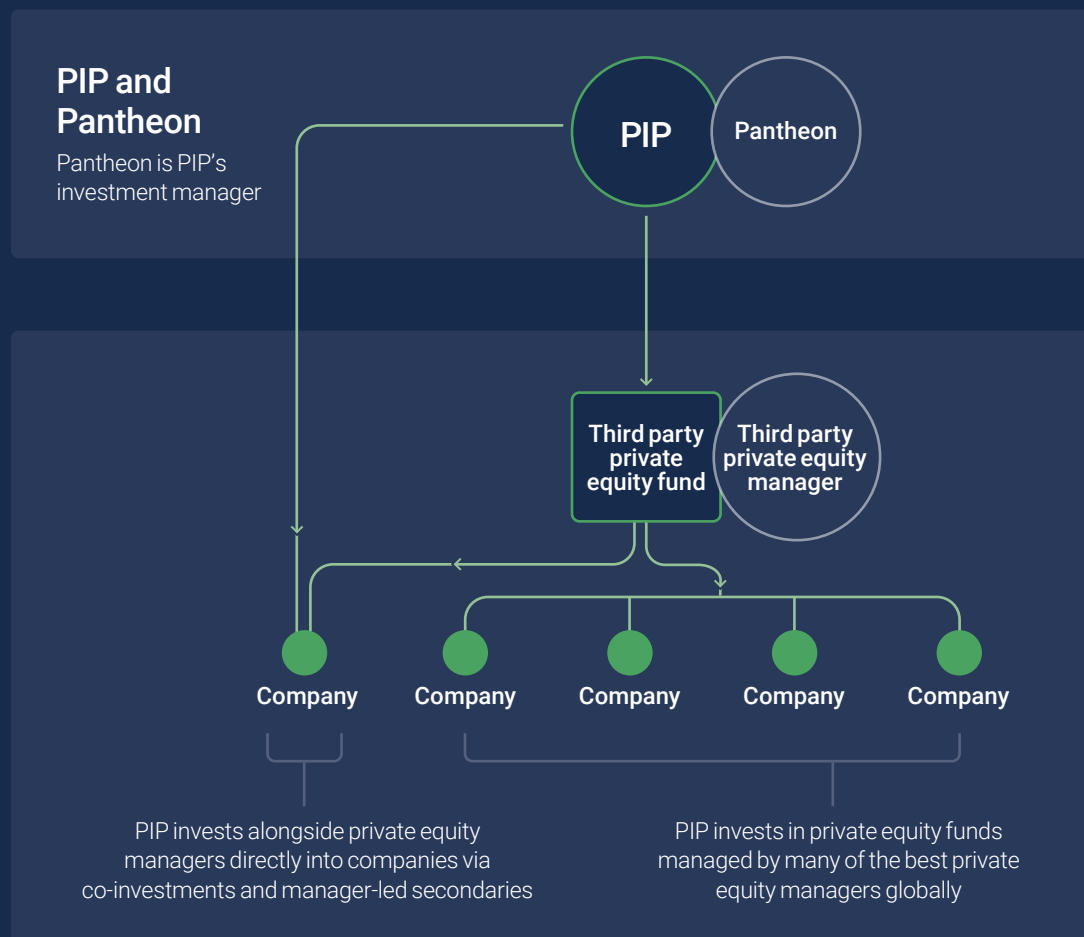 PIP and
Pantheon
Pantheon is PIP's
investment manager
PIP
Pantheon
Third party
private
equity fund
Third party
private equity
manager
Company
Company
Company
Company
Company
PIP invests alongside private equity
managers directly into companies via
co-investments and manager-led secondaries
PIP invests in private equity funds
managed by many of the best private
equity managers globally